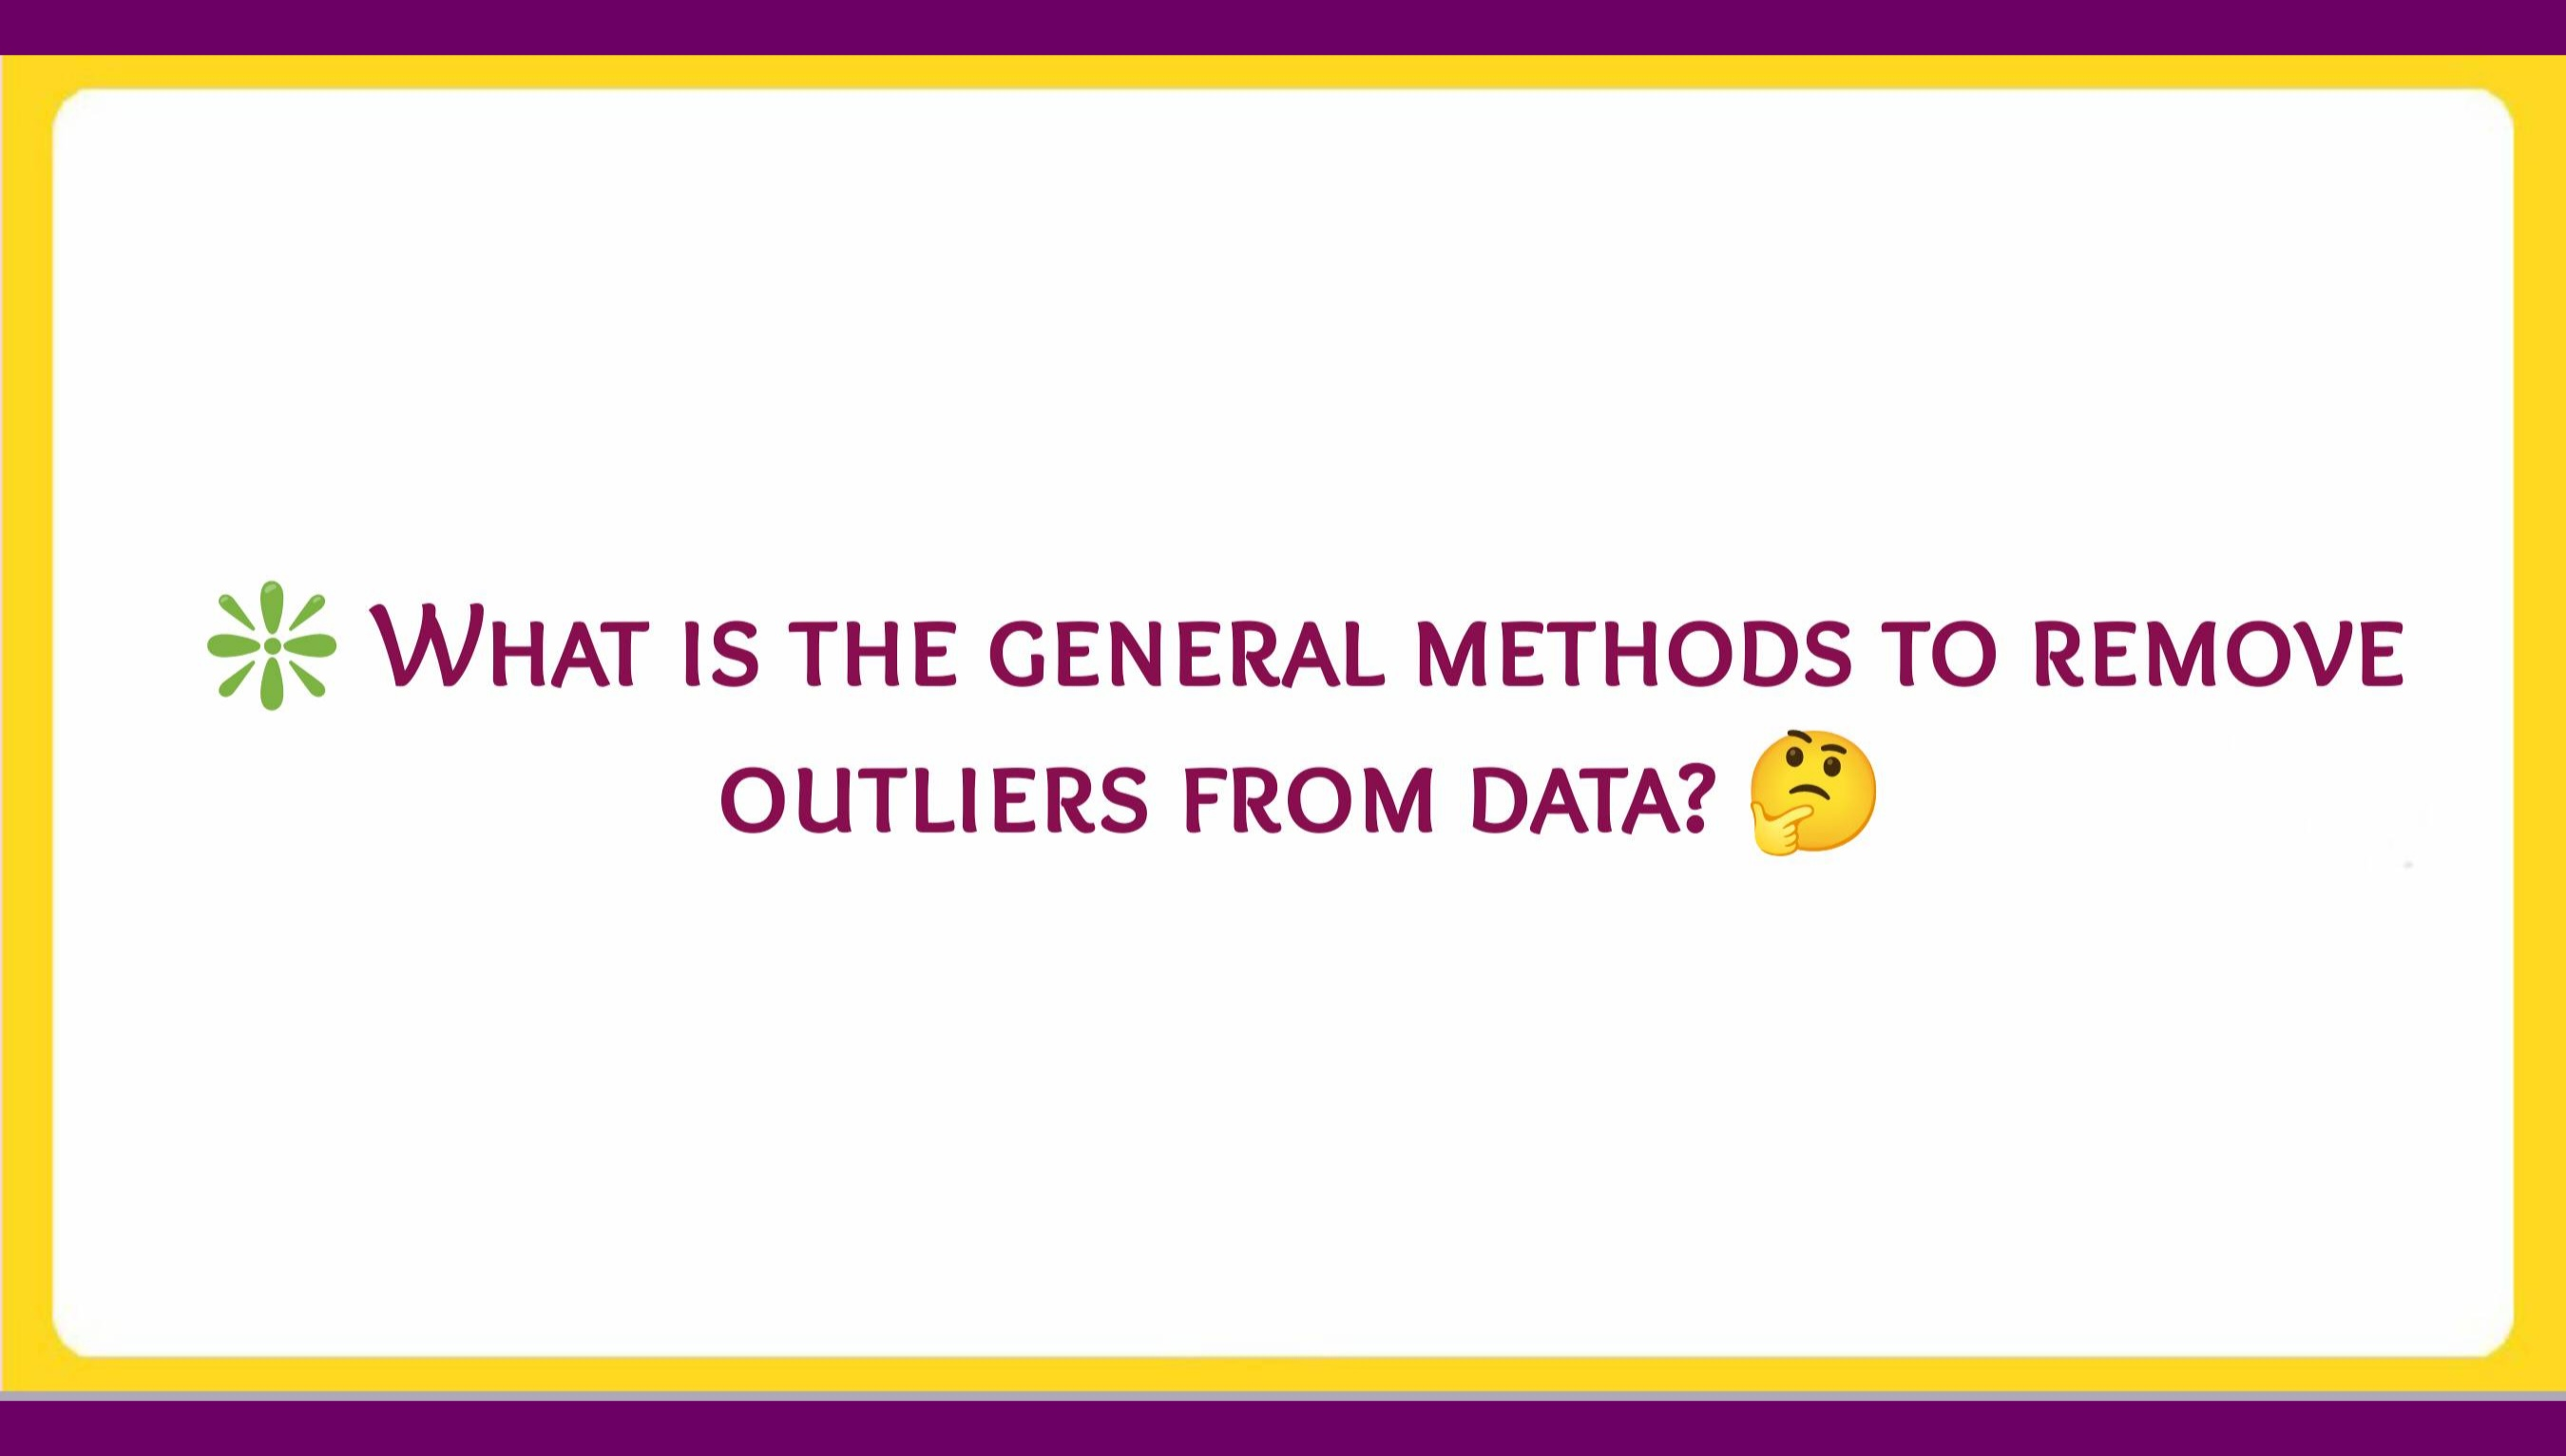 ❇️ What is the general methods to remove
outliers from data? 🤔